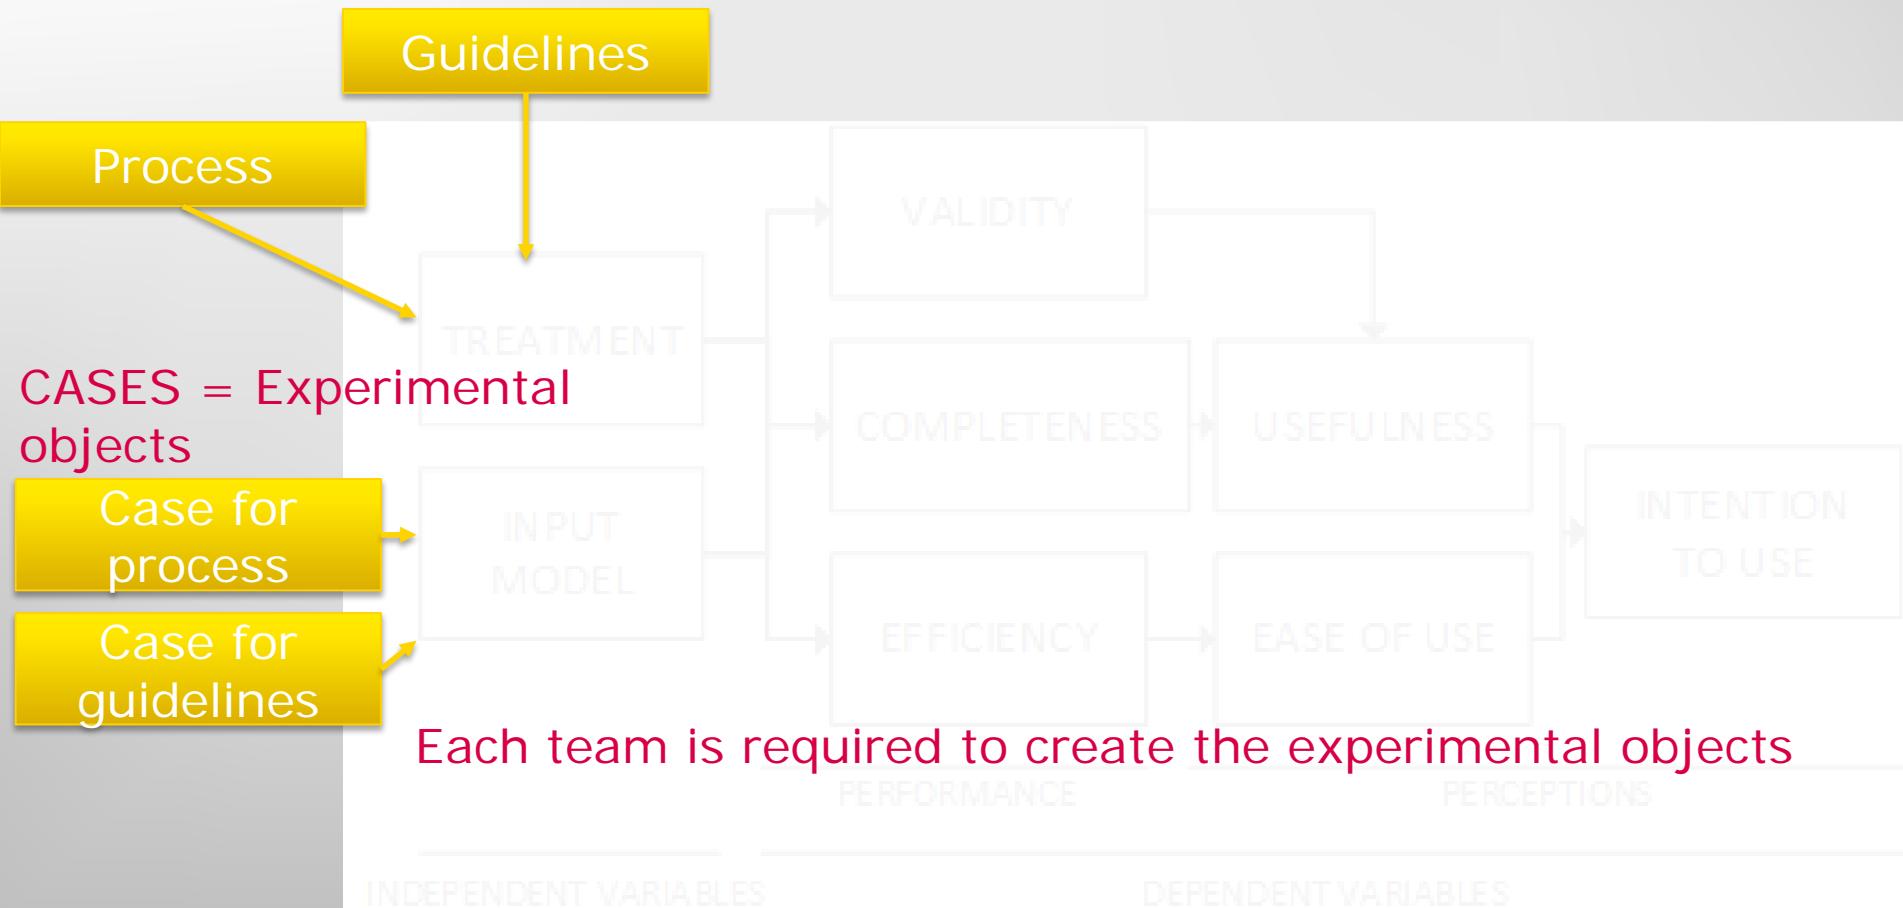 Guidelines
Process
VALIDITY
TREATMENT
CASES = Experimental
objects
COMPLETENESS
USEFULNESS
Case for
process
INPUT
MODEL
INTENTION
TO USE
Case for
guidelines
EFFICIENCY
EASE OF USE
Each team is required to create the experimental objects
PERFORMANCE
PERCEPTIONS
INDEPENDENT VARIABLES
DEPENDENT VARIABLES